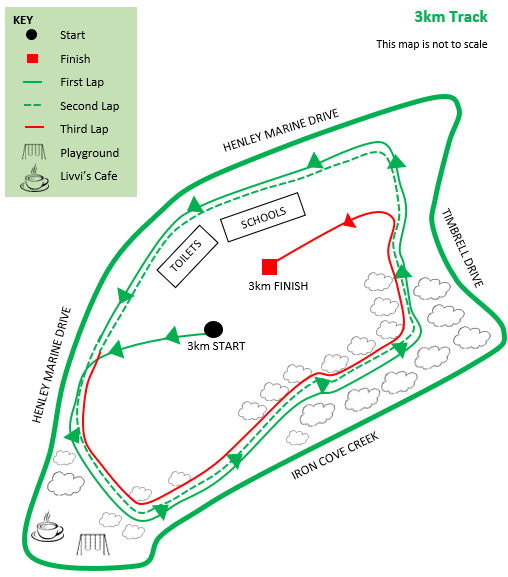 KEY
Start
Finish
First Lap
Second Lap
Third Lap
Playground
Livvi's Cafe
3km Track
This map is not to scale
HENLEY MARINE DRIVE
SCHOOLS
TOILETS
TIMBRELL DRIVE
3km FINISH
3km START
HENLEY MARINE DRIVE
IRON COVE CREEK